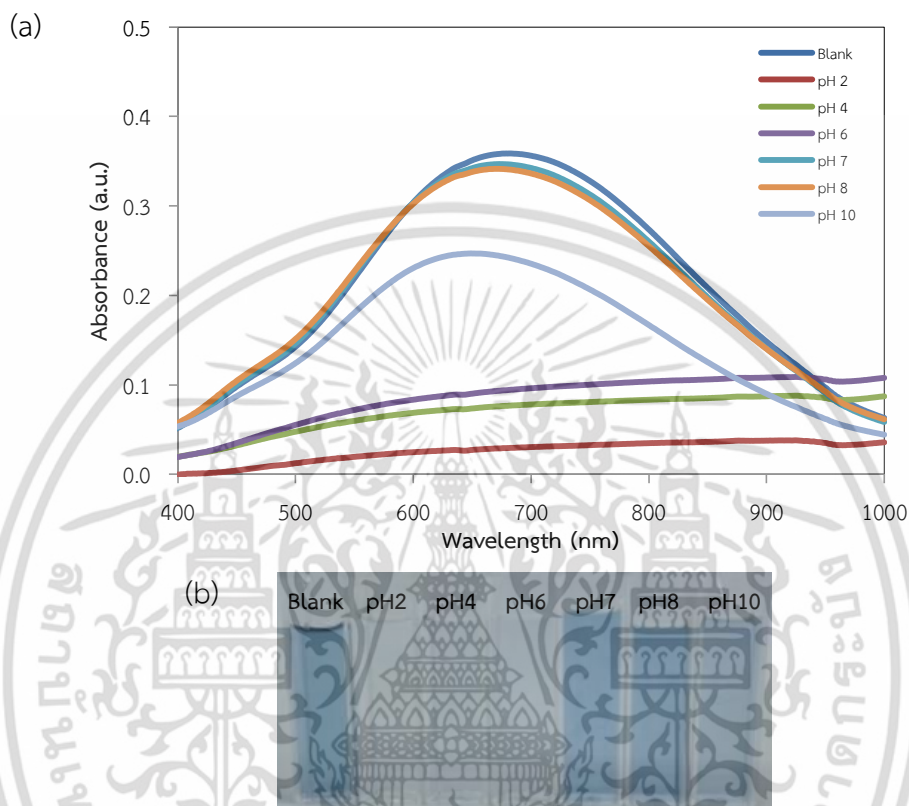 (a)
0.5
0.4
0.3
0.2
0.1
0.0
Absorbance (a.u.)
400 500 600 700 800 900 1000
Wavelength (nm)
Blank
pH 2
pH 4
pH 6
pH 7
pH 8
pH 10
(b)
Blank pH2 pH4 pH6 pH7 pH8 pH10